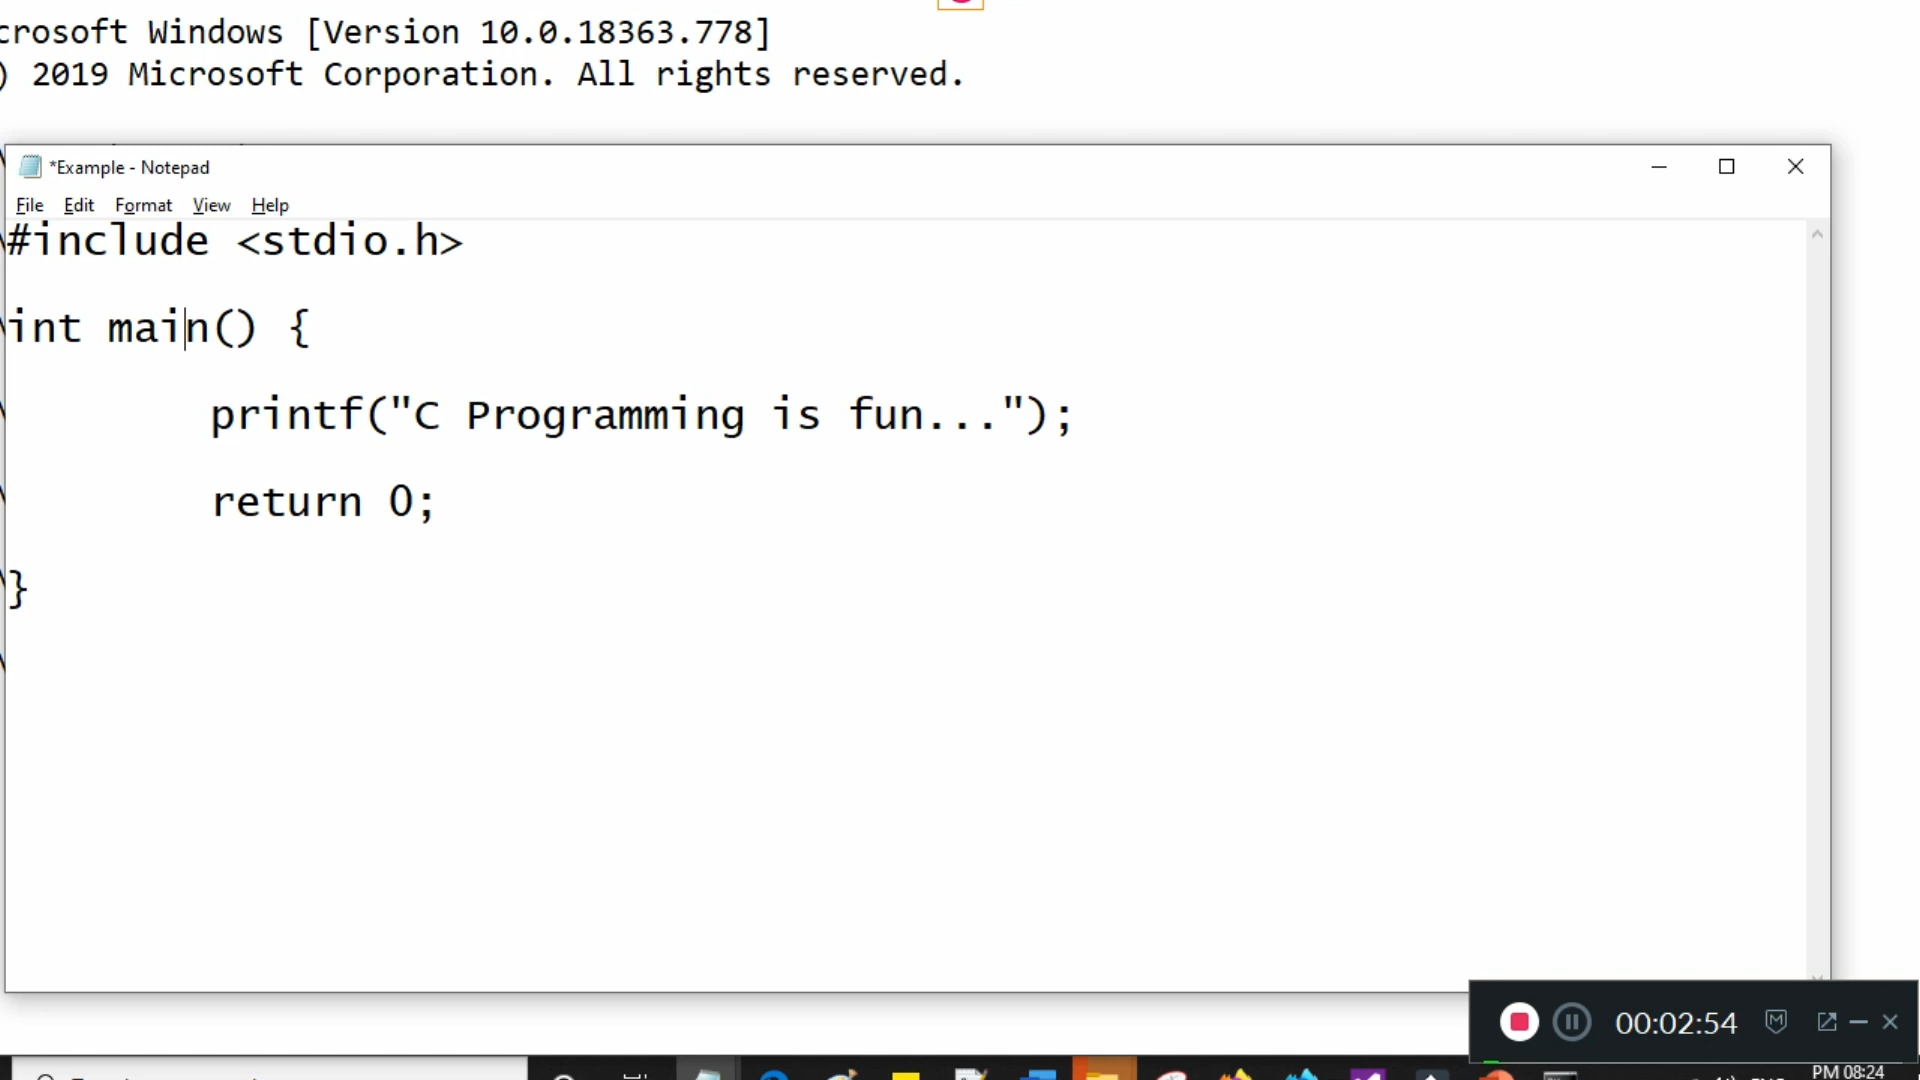 crosoft Windows [Version 10.0.18363.778]
) 2019 Microsoft Corporation. All rights reserved.
*Example - Notepad
File Edit Format View Help
#include <stdio.h>
int main() {
printf("C Programming is fun...");
return 0;
}
00:02:54
PM 08:24